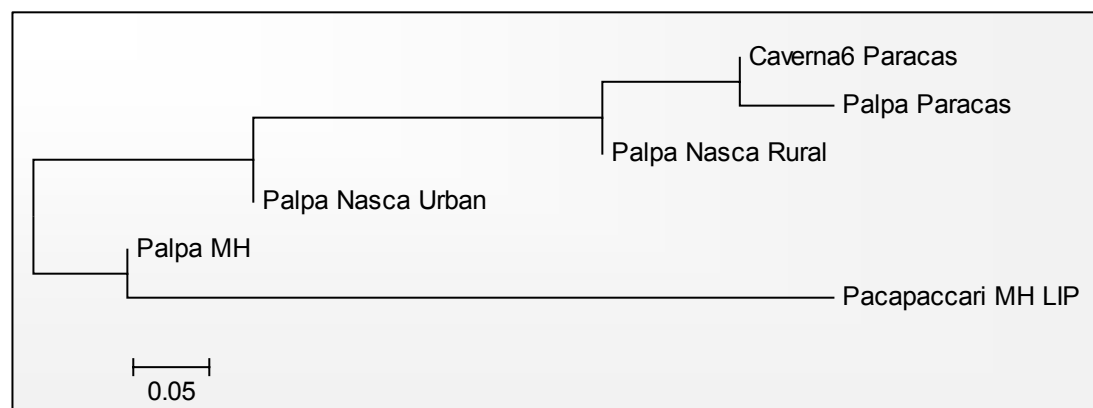 Caverna6 Paracas
Palpa Paracas
Palpa Nasca Rural
Palpa Nasca Urban
Palpa MH
Pacapaccari MH LIP
0.05